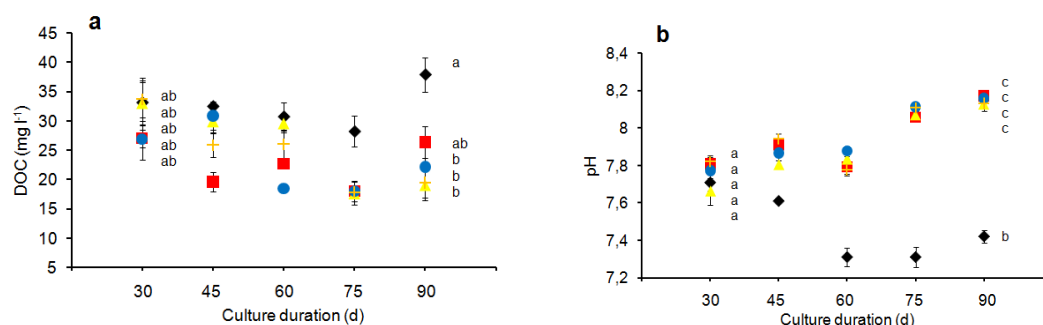 a
45
40
35
30
25
20
15
10
5
DOC (mg l-1)
ab
ab
ab
ab
ab
a
ab
b
b
b
30 45 60 75 90
Culture duration (d)
b
8,4
8,2
8
7,8
7,6
7,4
7,2
pH
a
a
a
a
a
c
c
c
c
b
30 45 60 75 90
Culture duration (d)